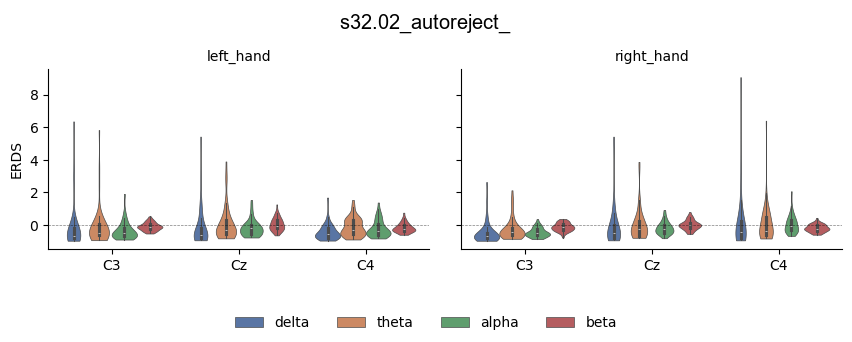 s32.02_autoreject_
left_hand
right_hand
ERDS
8
6
4
2
0
C3 Cz C4
C3 Cz C4
delta theta alpha beta